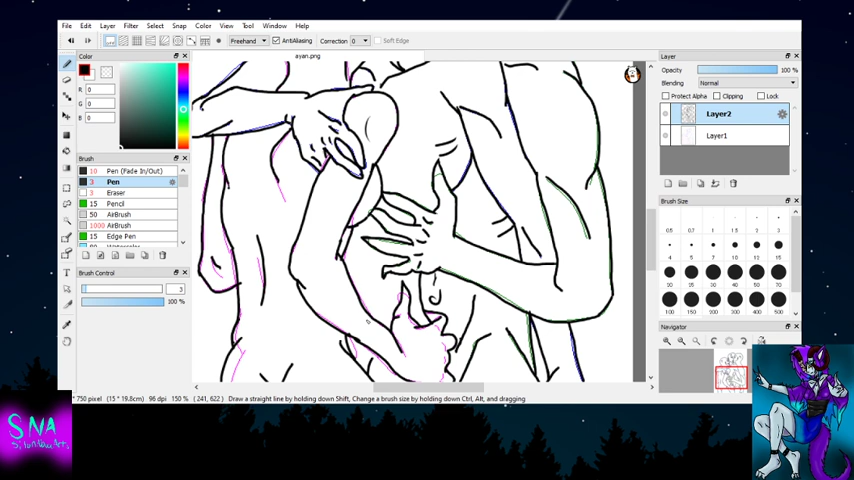 File Edit Layer Filter Select Snap Color View Tool Window Help
Freehand AntiAliasing Correction 0 Soft Edge
ayan.png
Color
R 0
G 0
B 0
Brush
10 Pen (Fade In/Out)
3 Pen
3 Eraser
15 Pencil
50 AirBrush
1000 AirBrush
15 Edge Pen
Brush Control
3
100 %
Layer
Opacity 100 %
Blending Normal
Protect Alpha Clipping Lock
Layer2
Layer1
Brush Size
0.5 0.7 1 1.5 2 3
4 5 7 10 12 15
20 25 30 40 50 70
100 150 200 300 400 500
Navigator
* 750 pixel (15 * 19.8cm) 96 dpi 150 % ( 241, 622 ) Draw a straight line by holding down Shift, Change a brush size by holding down Ctrl, Alt, and dragging
SNA